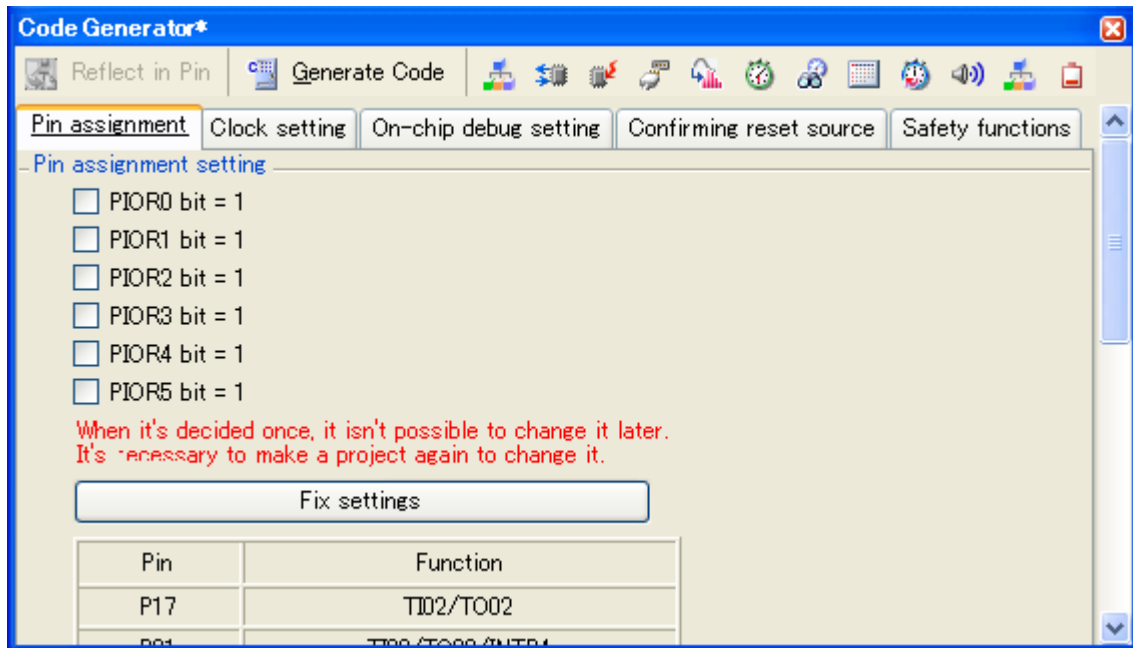 Code Generator*
Reflect in Pin Generate Code
Pin assignment Clock setting On-chip debug setting Confirming reset source Safety functions
Pin assignment setting
PIOR0 bit = 1
PIOR1 bit = 1
PIOR2 bit = 1
PIOR3 bit = 1
PIOR4 bit = 1
PIOR5 bit = 1
When it's decided once, it isn't possible to change it later.
It's necessary to make a project again to change it.
Fix settings
Pin Function
P17 TI02/TO02